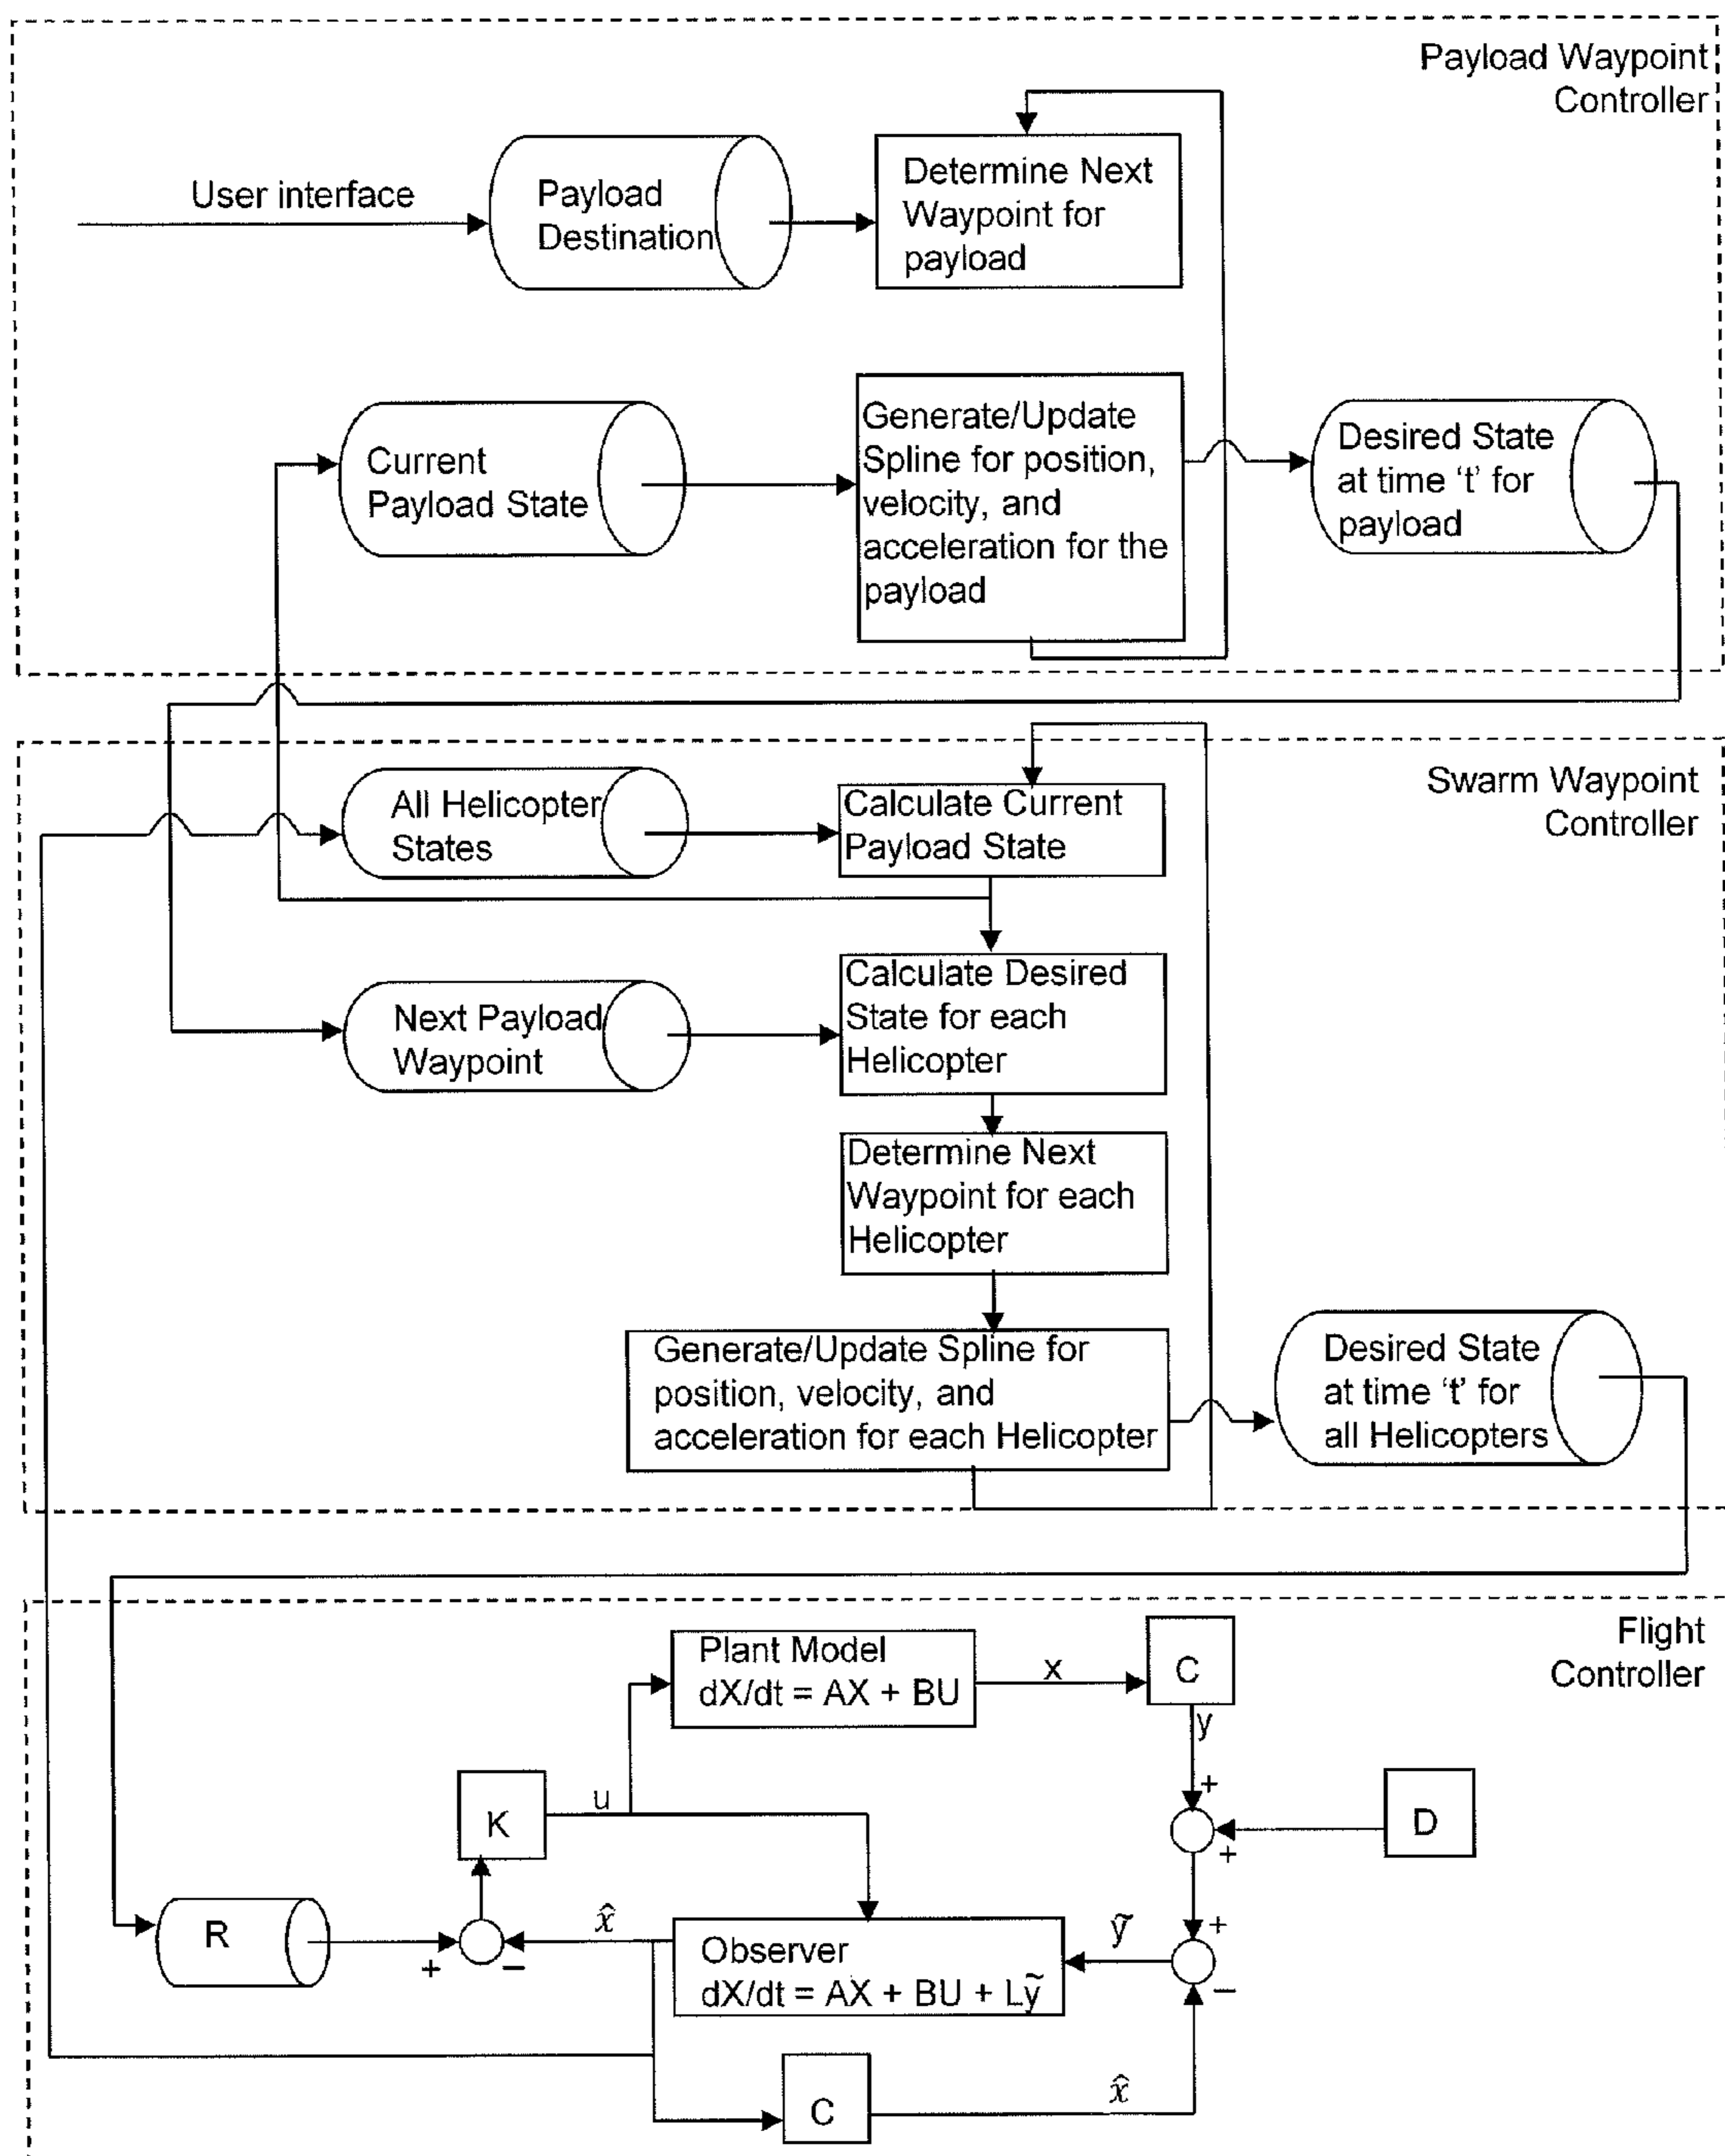 Payload Waypoint
Controller
User interface
Payload
Destination
Determine Next
Waypoint for
payload
Current
Payload State
Generate/Update
Spline for position,
velocity, and
acceleration for the
payload
Desired State
at time ‘t’ for
payload
Swarm Waypoint
Controller
All Helicopter
States
Calculate Current
Payload State
Next Payload
Waypoint
Calculate Desired
State for each
Helicopter
Determine Next
Waypoint for each
Helicopter
Generate/Update Spline for
position, velocity, and
acceleration for each Helicopter
Desired State
at time ‘t’ for
all Helicopters
Flight
Controller
Plant Model
dX/dt = AX + BU
x
C
y
+
K
u
D
+
R
+
−
x̂
Observer
dX/dt = AX + BU + Lỹ
ỹ
+
−
C
x̂